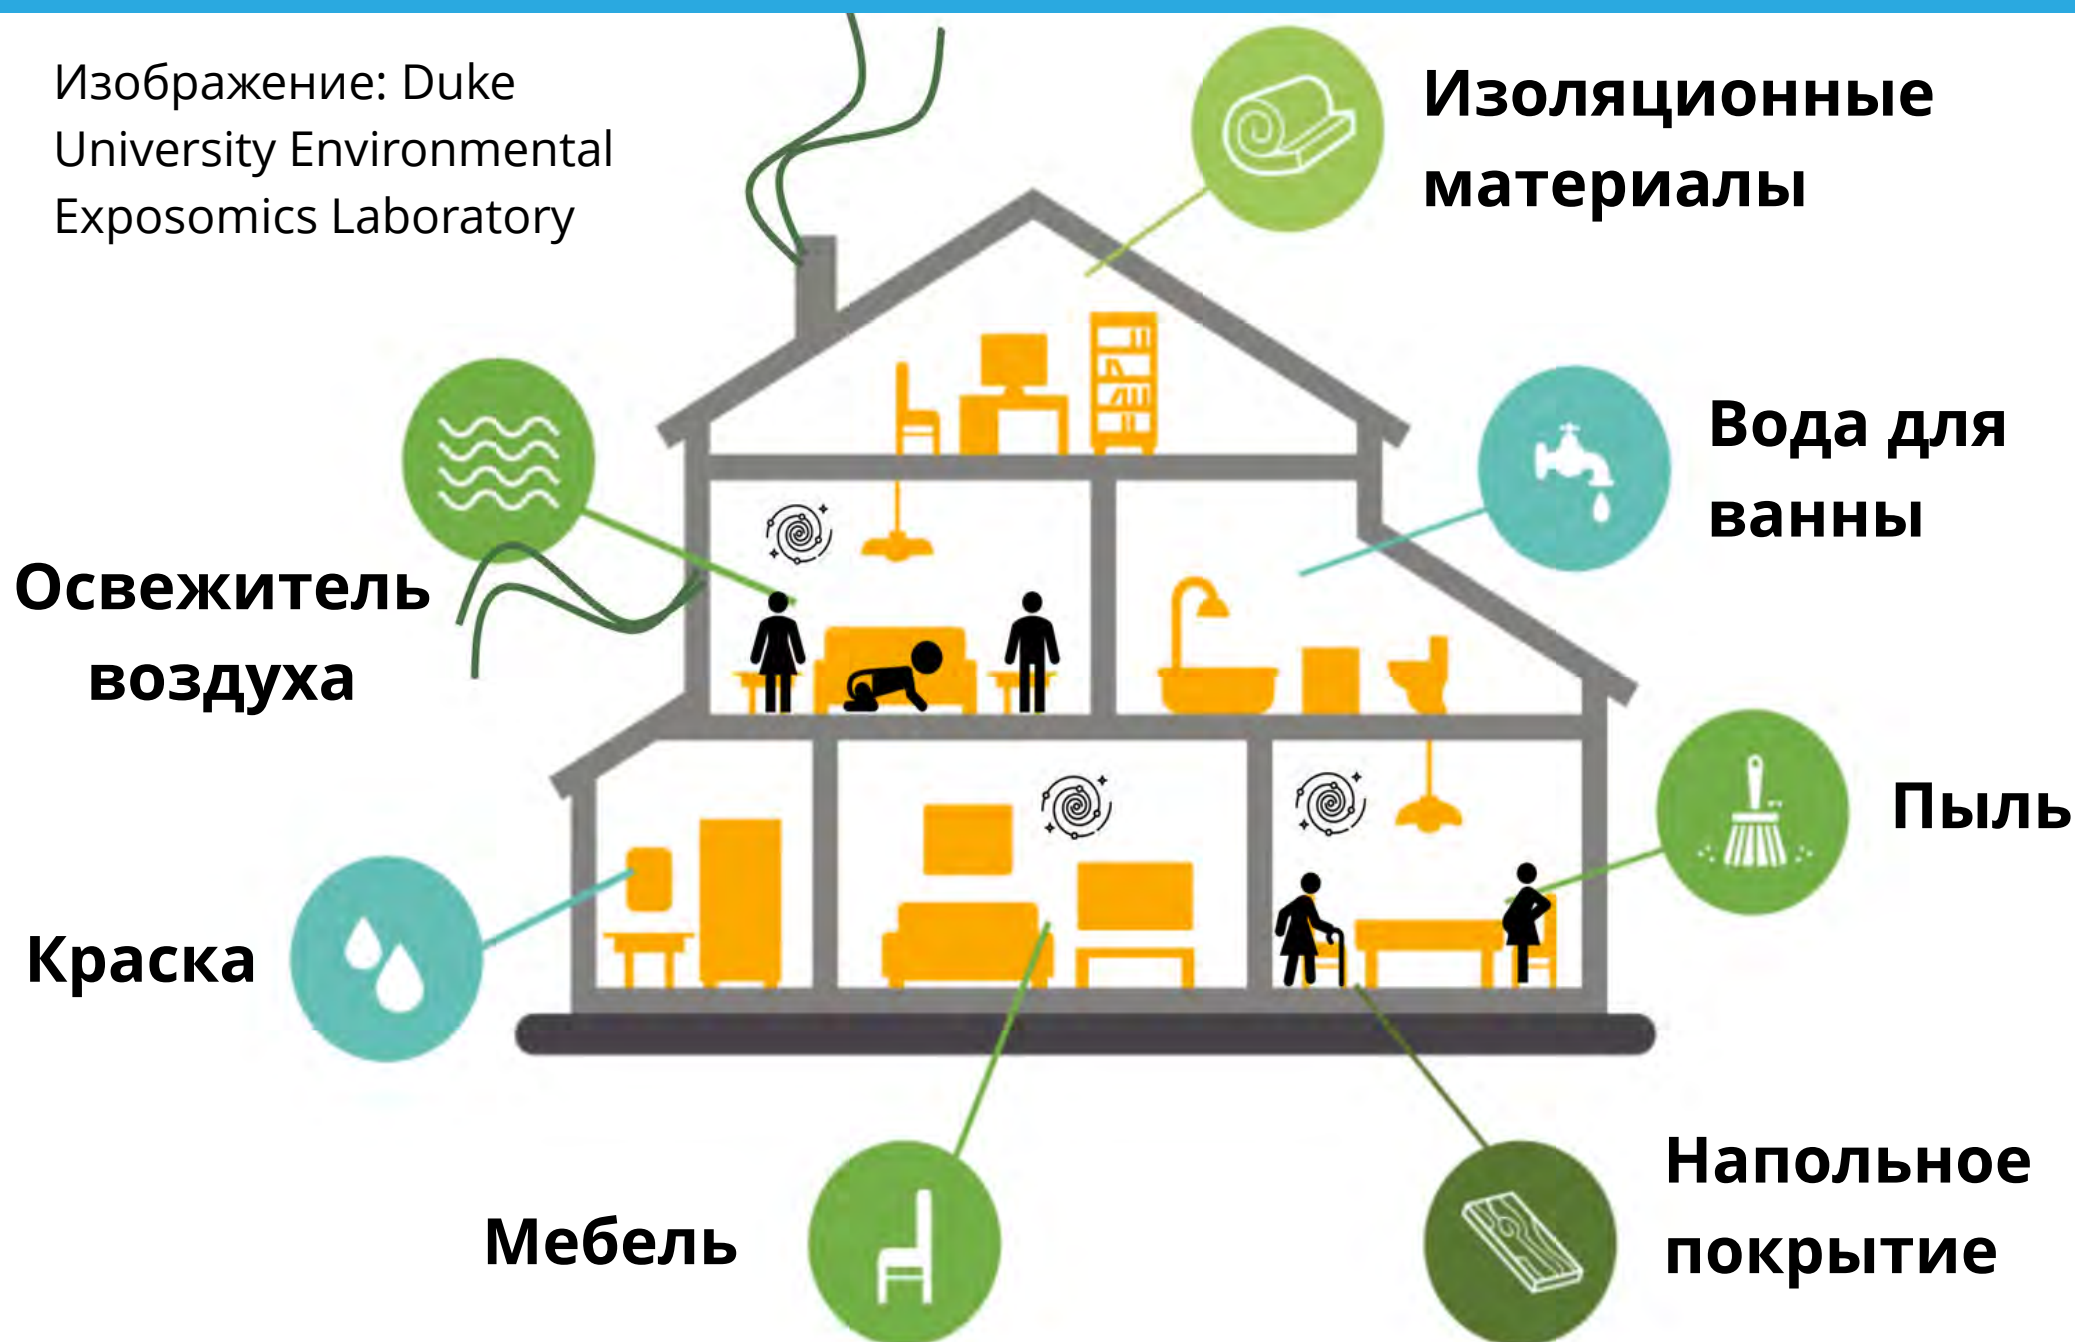 Изображение: Duke
University Environmental
Exposomics Laboratory
Изоляционные
материалы
Вода для
ванны
Освежитель
воздуха
Пыль
Краска
Мебель
Напольное
покрытие